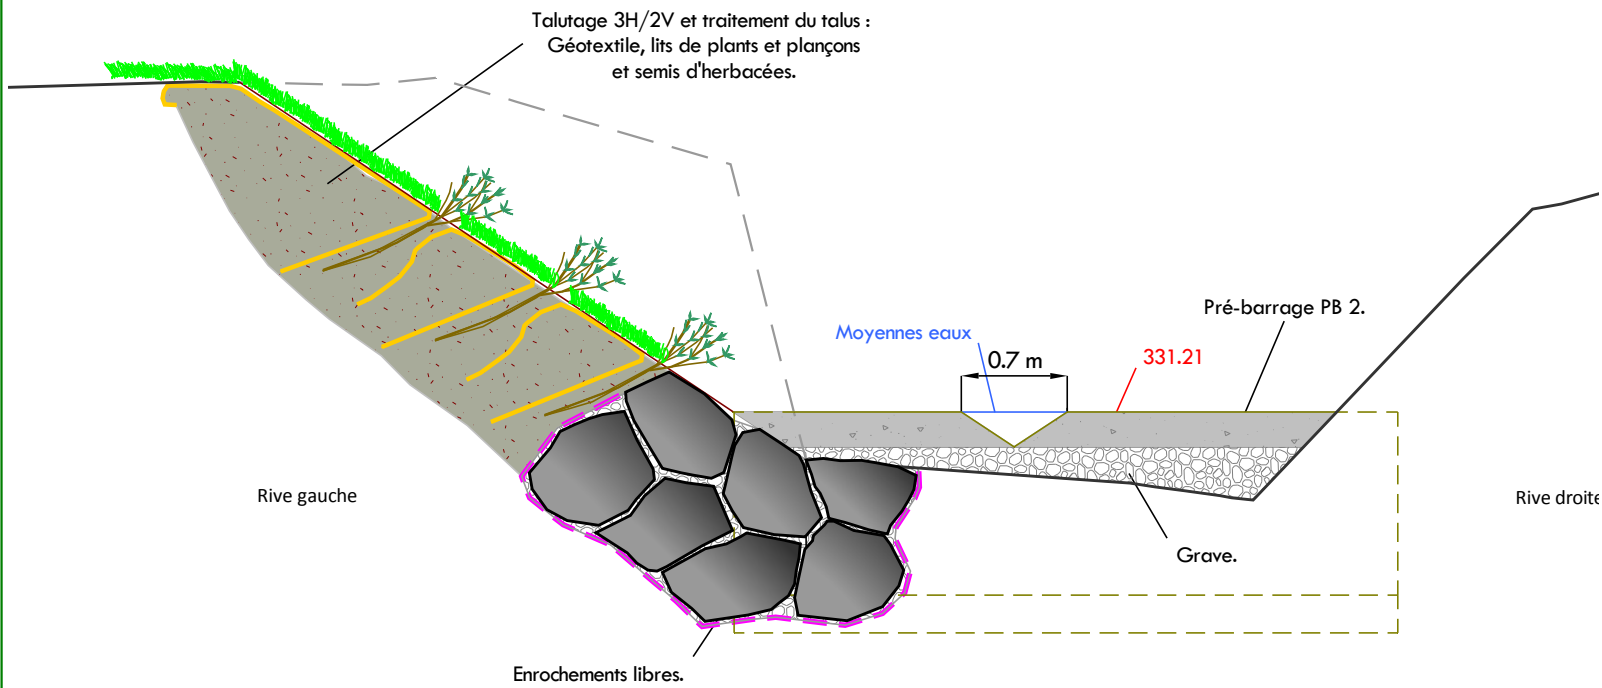 Talutage 3H/2V et traitement du talus :
Géotextile, lits de plants et plançons
et semis d'herbacées.
Pré-barrage PB 2.
Moyennes eaux
0.7 m
331.21
Rive gauche
Rive droite
Grave.
Enrochements libres.